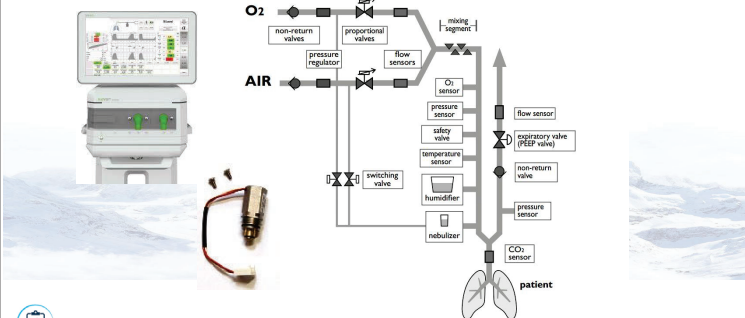 O2
non-return
valves
proportional
valves
mixing
segment
pressure
regulator
flow
sensors
AIR
O2
sensor
pressure
sensor
safety
valve
temperature
sensor
humidifier
nebulizer
switching
valve
flow sensor
expiratory valve
(PEEP valve)
non-return
valve
pressure
sensor
CO2
sensor
patient